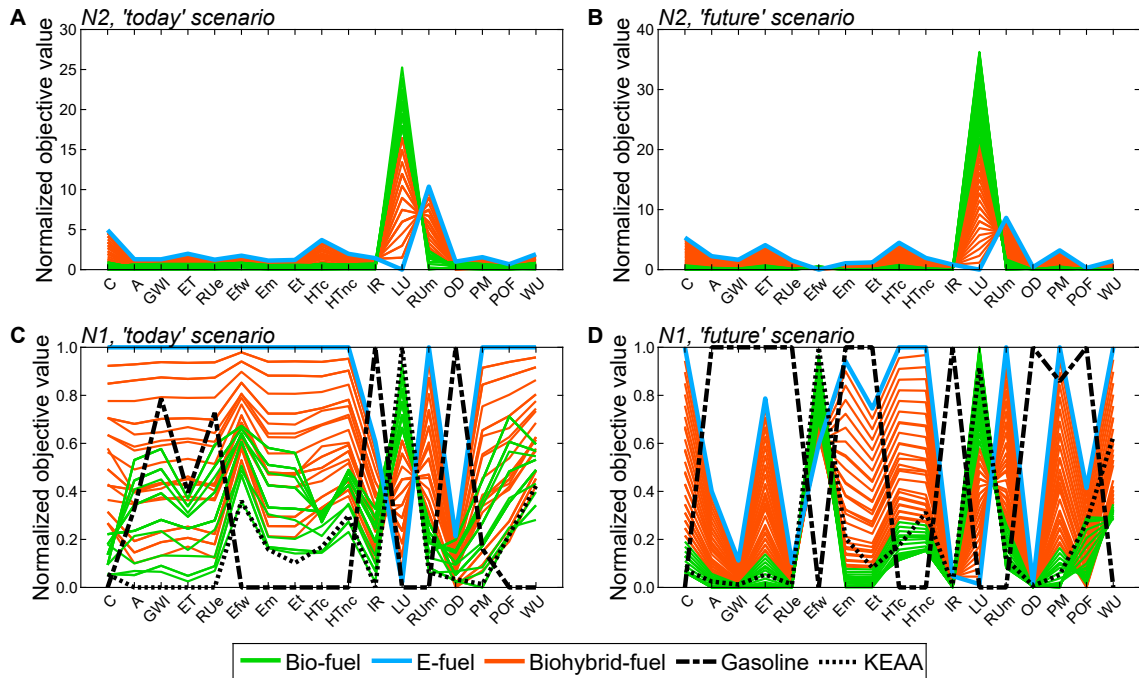 A N2, 'today' scenario
Normalized objective value
30
25
20
15
10
5
0
C A GWI ET RUe Efw Em Et HTc HTnc IR LU RUm OD PM POF WU
B N2, 'future' scenario
Normalized objective value
40
30
20
10
0
C A GWI ET RUe Efw Em Et HTc HTnc IR LU RUm OD PM POF WU
C N1, 'today' scenario
Normalized objective value
1.0
0.8
0.6
0.4
0.2
0.0
C A GWI ET RUe Efw Em Et HTc HTnc IR LU RUm OD PM POF WU
D N1, 'future' scenario
Normalized objective value
1.0
0.8
0.6
0.4
0.2
0.0
C A GWI ET RUe Efw Em Et HTc HTnc IR LU RUm OD PM POF WU
Bio-fuel E-fuel Biohybrid-fuel Gasoline KEAA